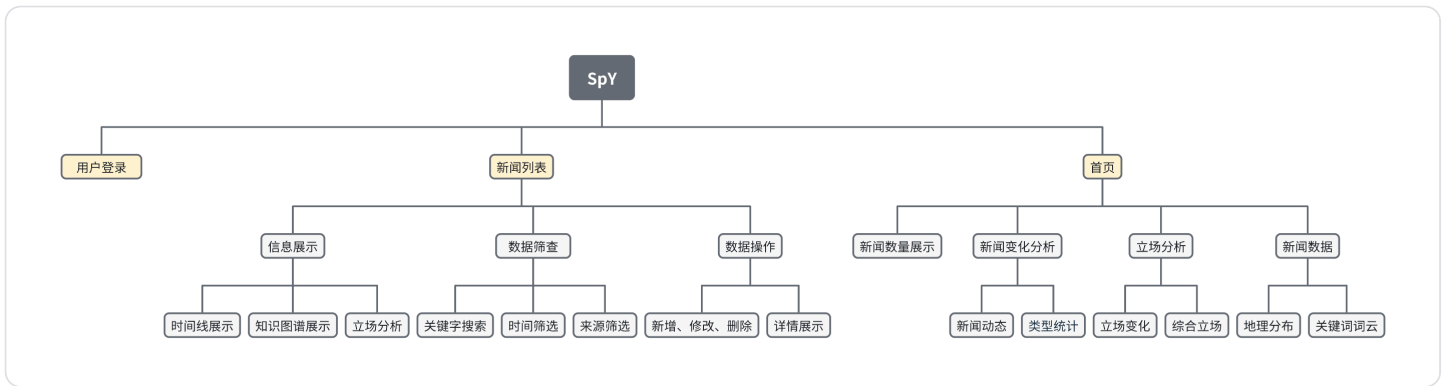 SpY
用户登录
新闻列表
首页
信息展示
数据筛查
数据操作
新闻数量展示
新闻变化分析
立场分析
新闻数据
时间线展示
知识图谱展示
立场分析
关键字搜索
时间筛选
来源筛选
新增、修改、删除
详情展示
新闻动态
类型统计
立场变化
综合立场
地理分布
关键词词云